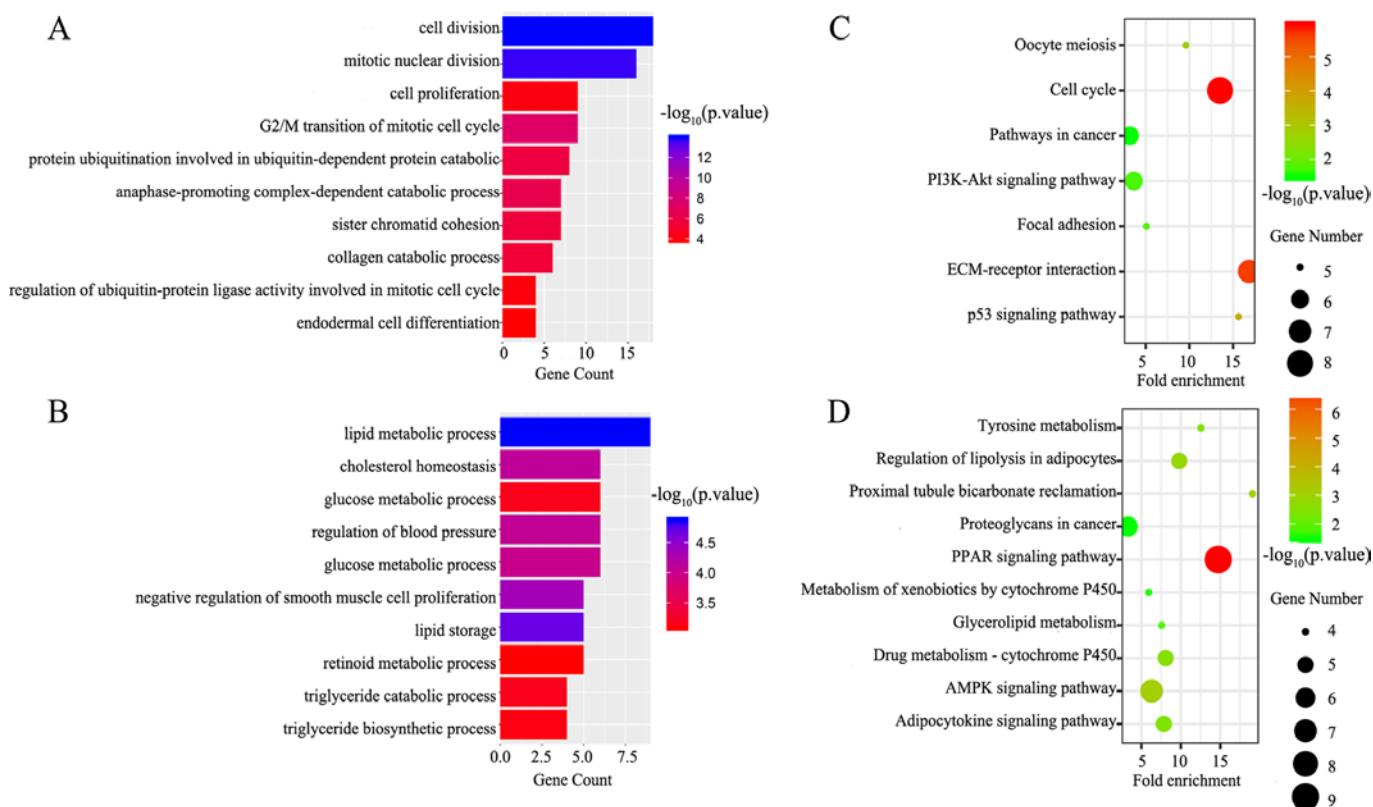 A
cell division
mitotic nuclear division
cell proliferation
G2/M transition of mitotic cell cycle
protein ubiquitination involved in ubiquitin-dependent protein catabolic
anaphase-promoting complex-dependent catabolic process
sister chromatid cohesion
collagen catabolic process
regulation of ubiquitin-protein ligase activity involved in mitotic cell cycle
endodermal cell differentiation
0 5 10 15
Gene Count
-log10(p.value)
12
10
8
6
4
B
lipid metabolic process
cholesterol homeostasis
glucose metabolic process
regulation of blood pressure
glucose metabolic process
negative regulation of smooth muscle cell proliferation
lipid storage
retinoid metabolic process
triglyceride catabolic process
triglyceride biosynthetic process
0.0 2.5 5.0 7.5
Gene Count
-log10(p.value)
4.5
4.0
3.5
C
Oocyte meiosis
Cell cycle
Pathways in cancer
PI3K-Akt signaling pathway
Focal adhesion
ECM-receptor interaction
p53 signaling pathway
5 10 15
Fold enrichment
5
4
3
2
-log10(p.value)
Gene Number
5
6
7
8
D
Tyrosine metabolism
Regulation of lipolysis in adipocytes
Proximal tubule bicarbonate reclamation
Proteoglycans in cancer
PPAR signaling pathway
Metabolism of xenobiotics by cytochrome P450
Glycerolipid metabolism
Drug metabolism - cytochrome P450
AMPK signaling pathway
Adipocytokine signaling pathway
5 10 15
Fold enrichment
6
5
4
3
2
-log10(p.value)
Gene Number
4
5
6
7
8
9